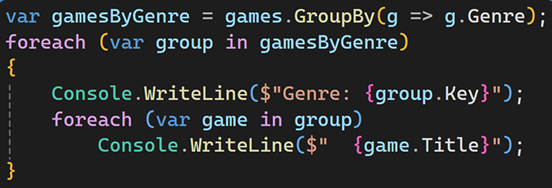 var gamesByGenre = games.GroupBy(g => g.Genre);
foreach (var group in gamesByGenre)
{
    Console.WriteLine($"Genre: {group.Key}");
    foreach (var game in group)
        Console.WriteLine($"  {game.Title}");
}